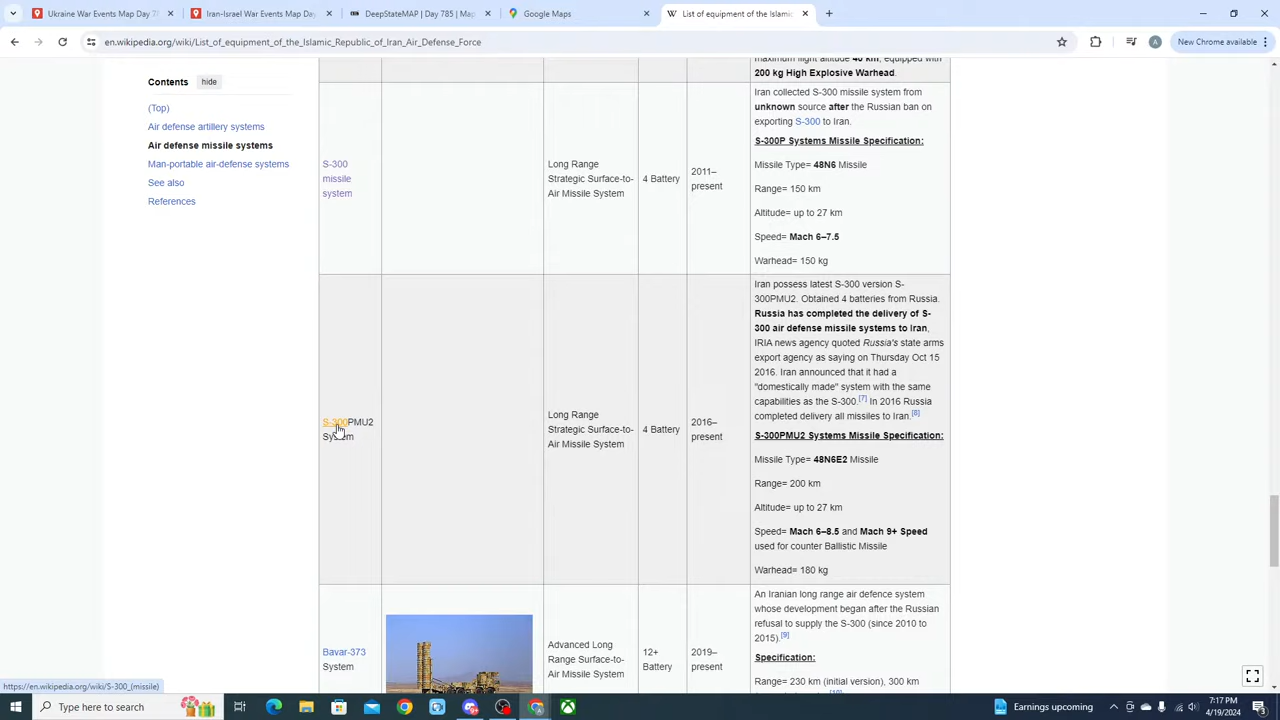 Ukraine War Events Map
Iran-Israel War Events Map Day
DeepStateMAP | Day 785 | Map
Google Maps
List of equipment of the Islamic
en.wikipedia.org/wiki/List_of_equipment_of_the_Islamic_Republic_of_Iran_Air_Defense_Force
A
New Chrome available
Contents
hide
(Top)
Air defense artillery systems
Air defense missile systems
Man-portable air-defense systems
See also
References
maximum flight altitude 40 km, equipped with
200 kg High Explosive Warhead.
S-300
missile
system
Long Range
Strategic Surface-to-
Air Missile System
4 Battery
2011–
present
Iran collected S-300 missile system from
unknown source after the Russian ban on
exporting S-300 to Iran.
S-300P Systems Missile Specification:
Missile Type= 48N6 Missile
Range= 150 km
Altitude= up to 27 km
Speed= Mach 6–7.5
Warhead= 150 kg
S-300PMU2
System
Long Range
Strategic Surface-to-
Air Missile System
4 Battery
2016–
present
Iran possess latest S-300 version S-
300PMU2. Obtained 4 batteries from Russia.
Russia has completed the delivery of S-
300 air defense missile systems to Iran,
IRIA news agency quoted Russia's state arms
export agency as saying on Thursday Oct 15
2016. Iran announced that it had a
"domestically made" system with the same
capabilities as the S-300.[7] In 2016 Russia
completed delivery all missiles to Iran.[8]
S-300PMU2 Systems Missile Specification:
Missile Type= 48N6E2 Missile
Range= 200 km
Altitude= up to 27 km
Speed= Mach 6–8.5 and Mach 9+ Speed
used for counter Ballistic Missile
Warhead= 180 kg
Bavar-373
System
Advanced Long
Range Surface-to-
Air Missile System
12+
Battery
2019–
present
An Iranian long range air defence system
whose development began after the Russian
refusal to supply the S-300 (since 2010 to
2015).[9]
Specification:
Range= 230 km (initial version), 300 km
https://en.wikipedia.org/wiki/S-300_(missile)
Type here to search
Earnings upcoming
7:17 PM
4/19/2024